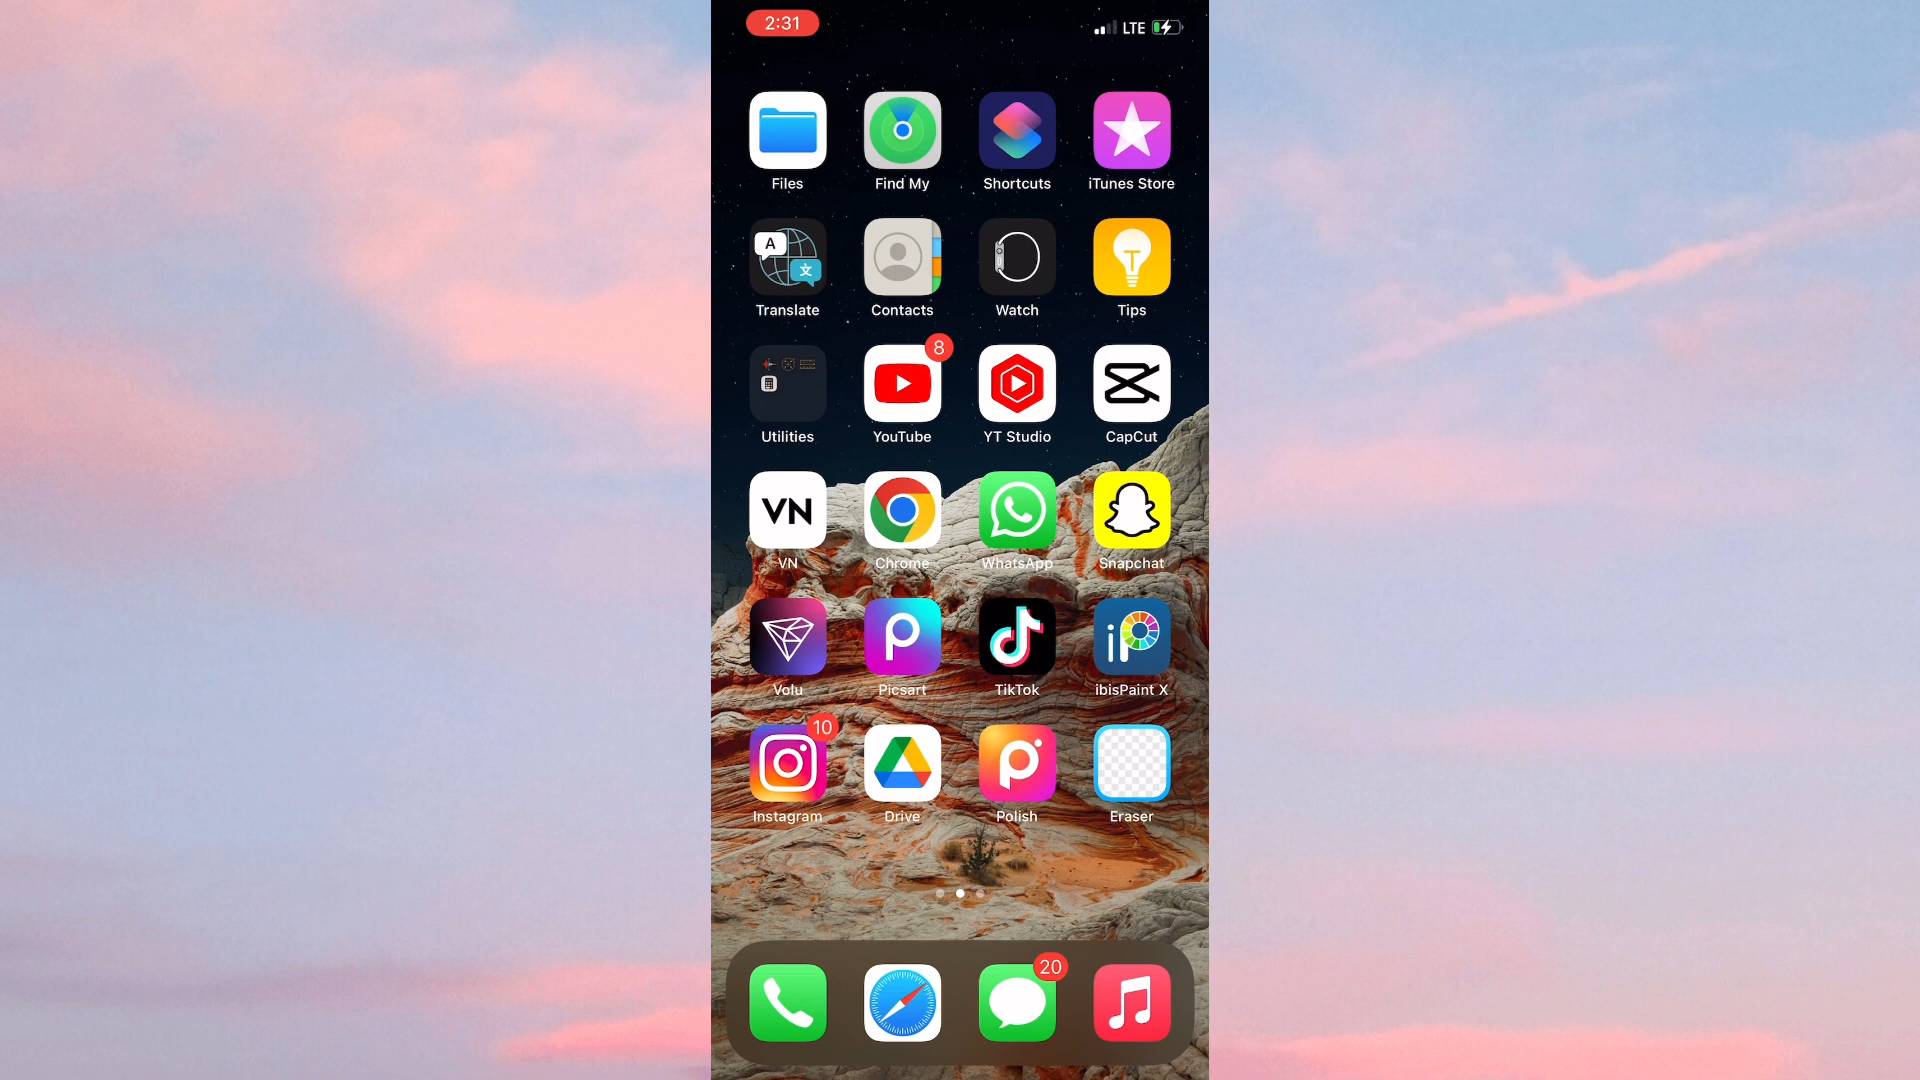 2:31
LTE
Files
Find My
Shortcuts
iTunes Store
A
文
Translate
Contacts
Watch
T
Tips
8
Utilities
YouTube
YT Studio
CapCut
VN
VN
Chrome
WhatsApp
Snapchat
Volu
Picsart
TikTok
iP
ibisPaint X
10
Instagram
Drive
Polish
Eraser
20